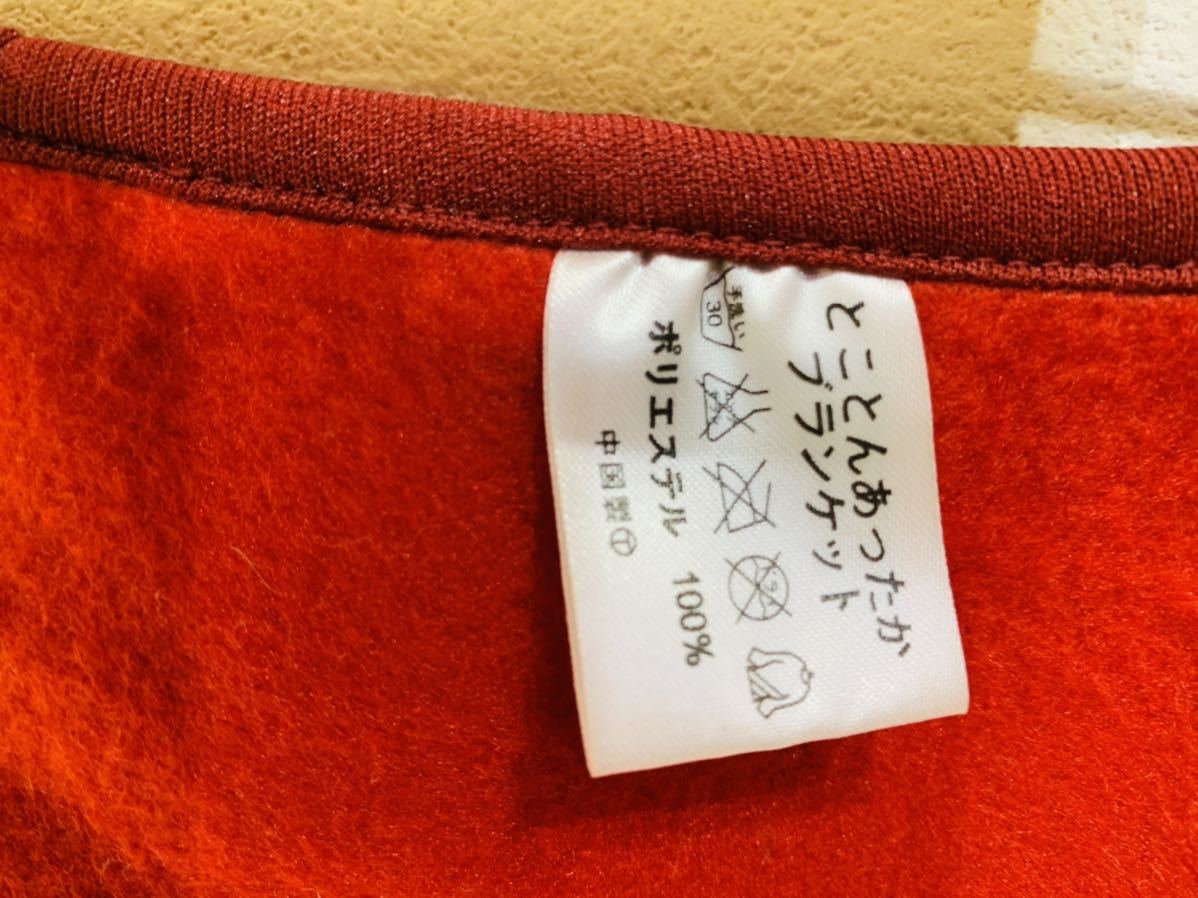 とことんあったか
ブランケット
手洗い
30
ポリエステル 100%
中国製Ⓣ